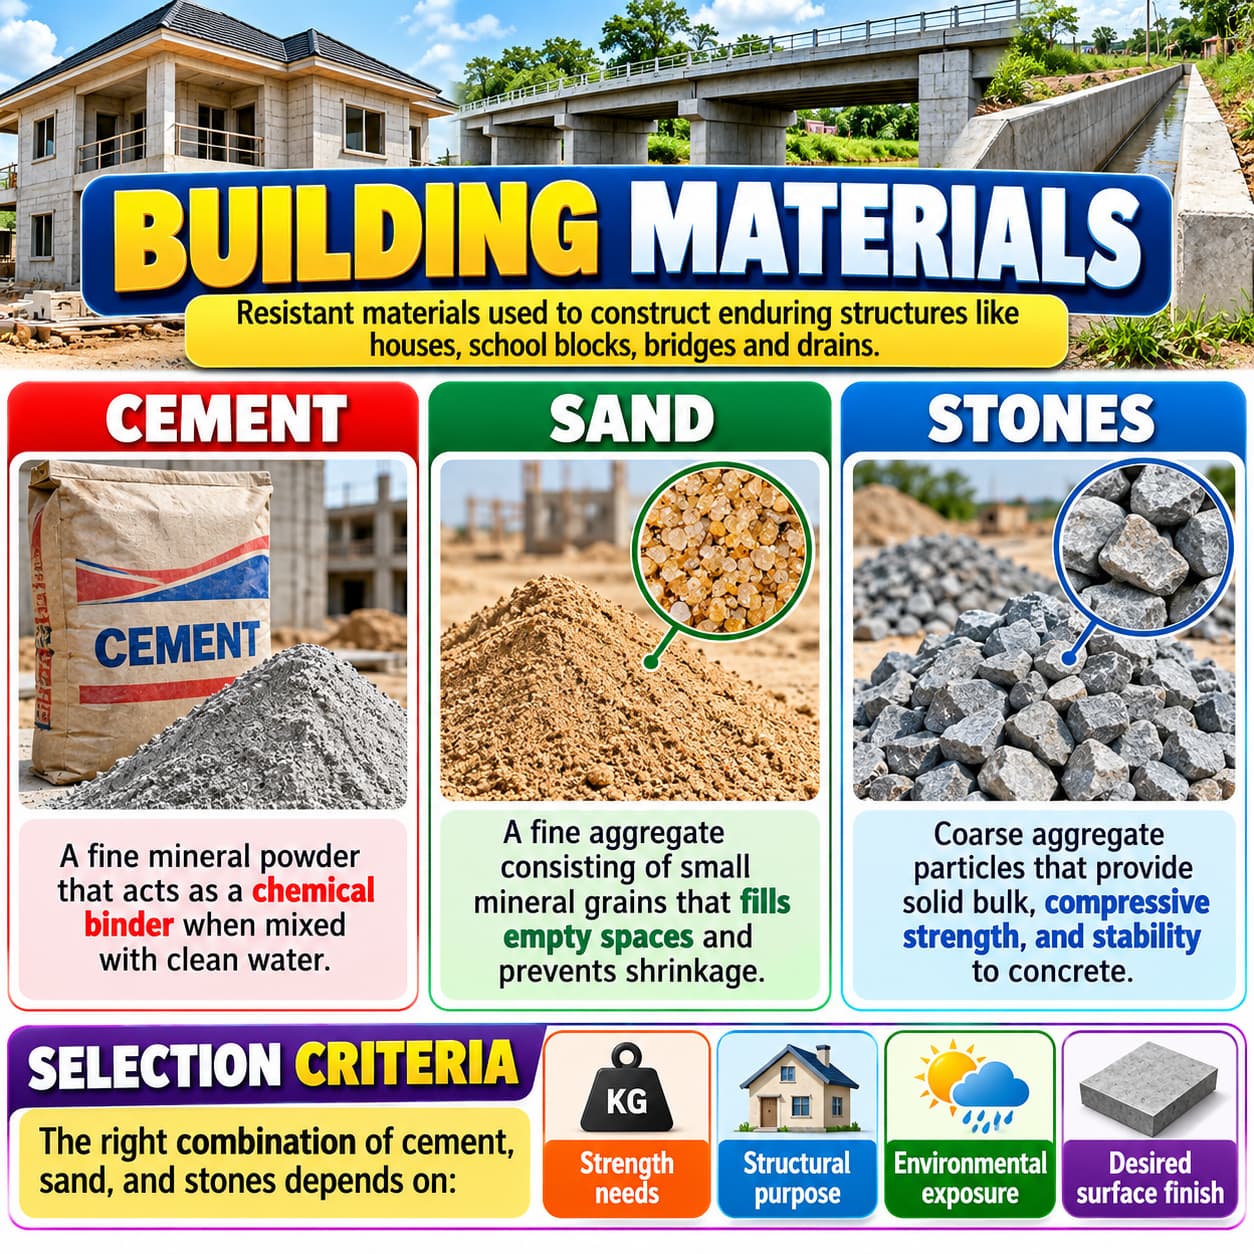 BUILDING MATERIALS
Resistant materials used to construct enduring structures like
houses, school blocks, bridges and drains.
CEMENT
CEMENT
A fine mineral powder
that acts as a chemical
binder when mixed
with clean water.
SAND
A fine aggregate
consisting of small
mineral grains that fills
empty spaces and
prevents shrinkage.
STONES
Coarse aggregate
particles that provide
solid bulk, compressive
strength, and stability
to concrete.
SELECTION CRITERIA
The right combination of cement,
sand, and stones depends on:
KG
Strength
needs
Structural
purpose
Environmental
exposure
Desired
surface finish